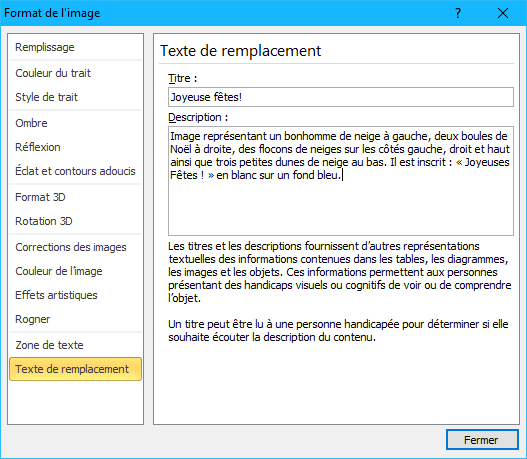 Format de l'image
?
Remplissage
Couleur du trait
Style de trait
Ombre
Réflexion
Éclat et contours adoucis
Format 3D
Rotation 3D
Corrections des images
Couleur de l'image
Effets artistiques
Rogner
Zone de texte
Texte de remplacement
Texte de remplacement
Titre :
Joyeuse fêtes!
Description :
Image représentant un bonhomme de neige à gauche, deux boules de
Noël à droite, des flocons de neiges sur les côtés gauche, droit et haut
ainsi que trois petites dunes de neige au bas. Il est inscrit : « Joyeuses
Fêtes ! » en blanc sur un fond bleu.
Les titres et les descriptions fournissent d'autres représentations
textuelles des informations contenues dans les tables, les diagrammes,
les images et les objets. Ces informations permettent aux personnes
présentant des handicaps visuels ou cognitifs de voir ou de comprendre
l'objet.
Un titre peut être lu à une personne handicapée pour déterminer si elle
souhaite écouter la description du contenu.
Fermer